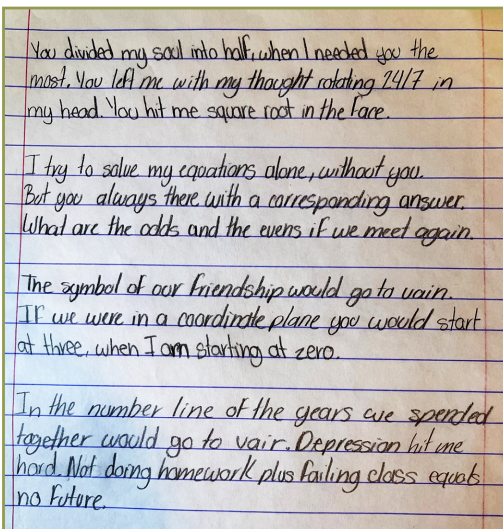 You divided my soul into half, when I needed you the
most. You left me with my thought rotating 24/7 in
my head. You hit me square root in the face.
I try to solve my equations alone, without you.
But you always there with a corresponding answer.
What are the odds and the evens if we meet again.
The symbol of our friendship would go to vain.
If we were in a coordinate plane you would start
at three, when I am starting at zero.
In the number line of the years we spended
together would go to vair. Depression hit me
hard. Not doing homework plus failing class equals
no future.